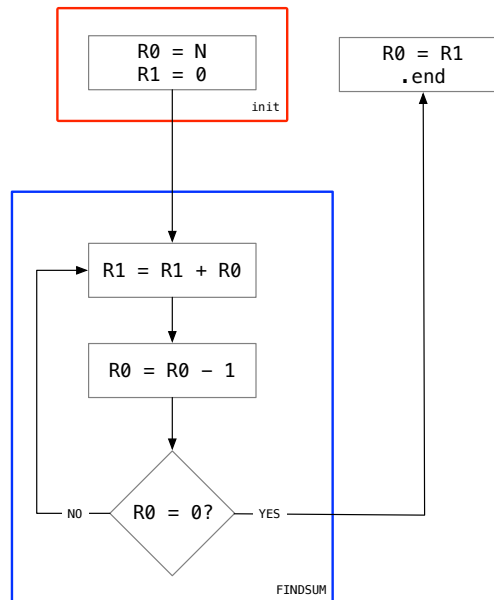 R0 = N
R1 = 0
init
R0 = R1
.end
R1 = R1 + R0
R0 = R0 – 1
R0 = 0?
NO
YES
FINDSUM